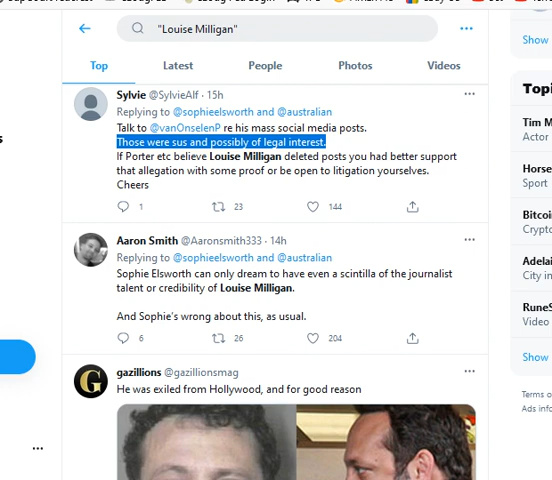 "Louise Milligan"
Top Latest People Photos Videos
Sylvie @SylvieAlf · 15h
Replying to @sophieelsworth and @australian
Talk to @vanOnselenP re his mass social media posts.
Those were sus and possibly of legal interest.
If Porter etc believe Louise Milligan deleted posts you had better support
that allegation with some proof or be open to litigation yourselves.
Cheers
1 23 144
Aaron Smith @Aaronsmith333 · 14h
Replying to @sophieelsworth and @australian
Sophie Elsworth can only dream to have even a scintilla of the journalist
talent or credibility of Louise Milligan.
And Sophie's wrong about this, as usual.
6 26 204
gazillions @gazillionsmag
He was exiled from Hollywood, and for good reason
G
Show
Topi
Tim M
Actor
Horse
Sport
Bitcoi
Crypto
Adelai
City in
RuneS
Video
Show
Terms o
Ads info